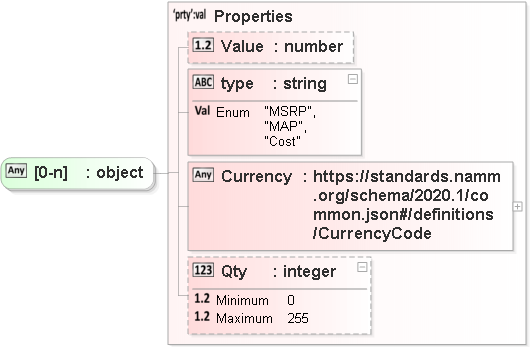 'prty':val Properties
1.2 Value : number
ABC type : string
Val Enum "MSRP",
"MAP",
"Cost"
Any [0-n] : object
Any Currency : https://standards.namm
.org/schema/2020.1/co
mmon.json#/definitions
/CurrencyCode
123 Qty : integer
1.2 Minimum 0
1.2 Maximum 255